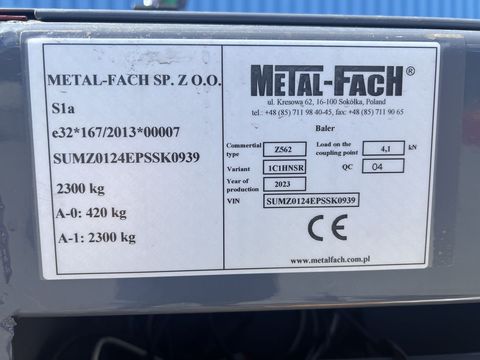 METAL-FACH SP. Z O.O.
S1a
e32*167/2013*00007
SUMZ0124EPSSK0939
2300 kg
A-0: 420 kg
A-1: 2300 kg
METAL-FACH®
ul. Kresowa 62, 16-100 Sokółka, Poland
tel.: +48 (85) 711 98 40-45, fax: +48 (85) 711 90 65
Baler
Commercial type Z562 Load on the coupling point 4,1 kN
Variant 1C1HNSR QC 04
Year of production 2023
VIN SUMZ0124EPSSK0939
CE
www.metalfach.com.pl